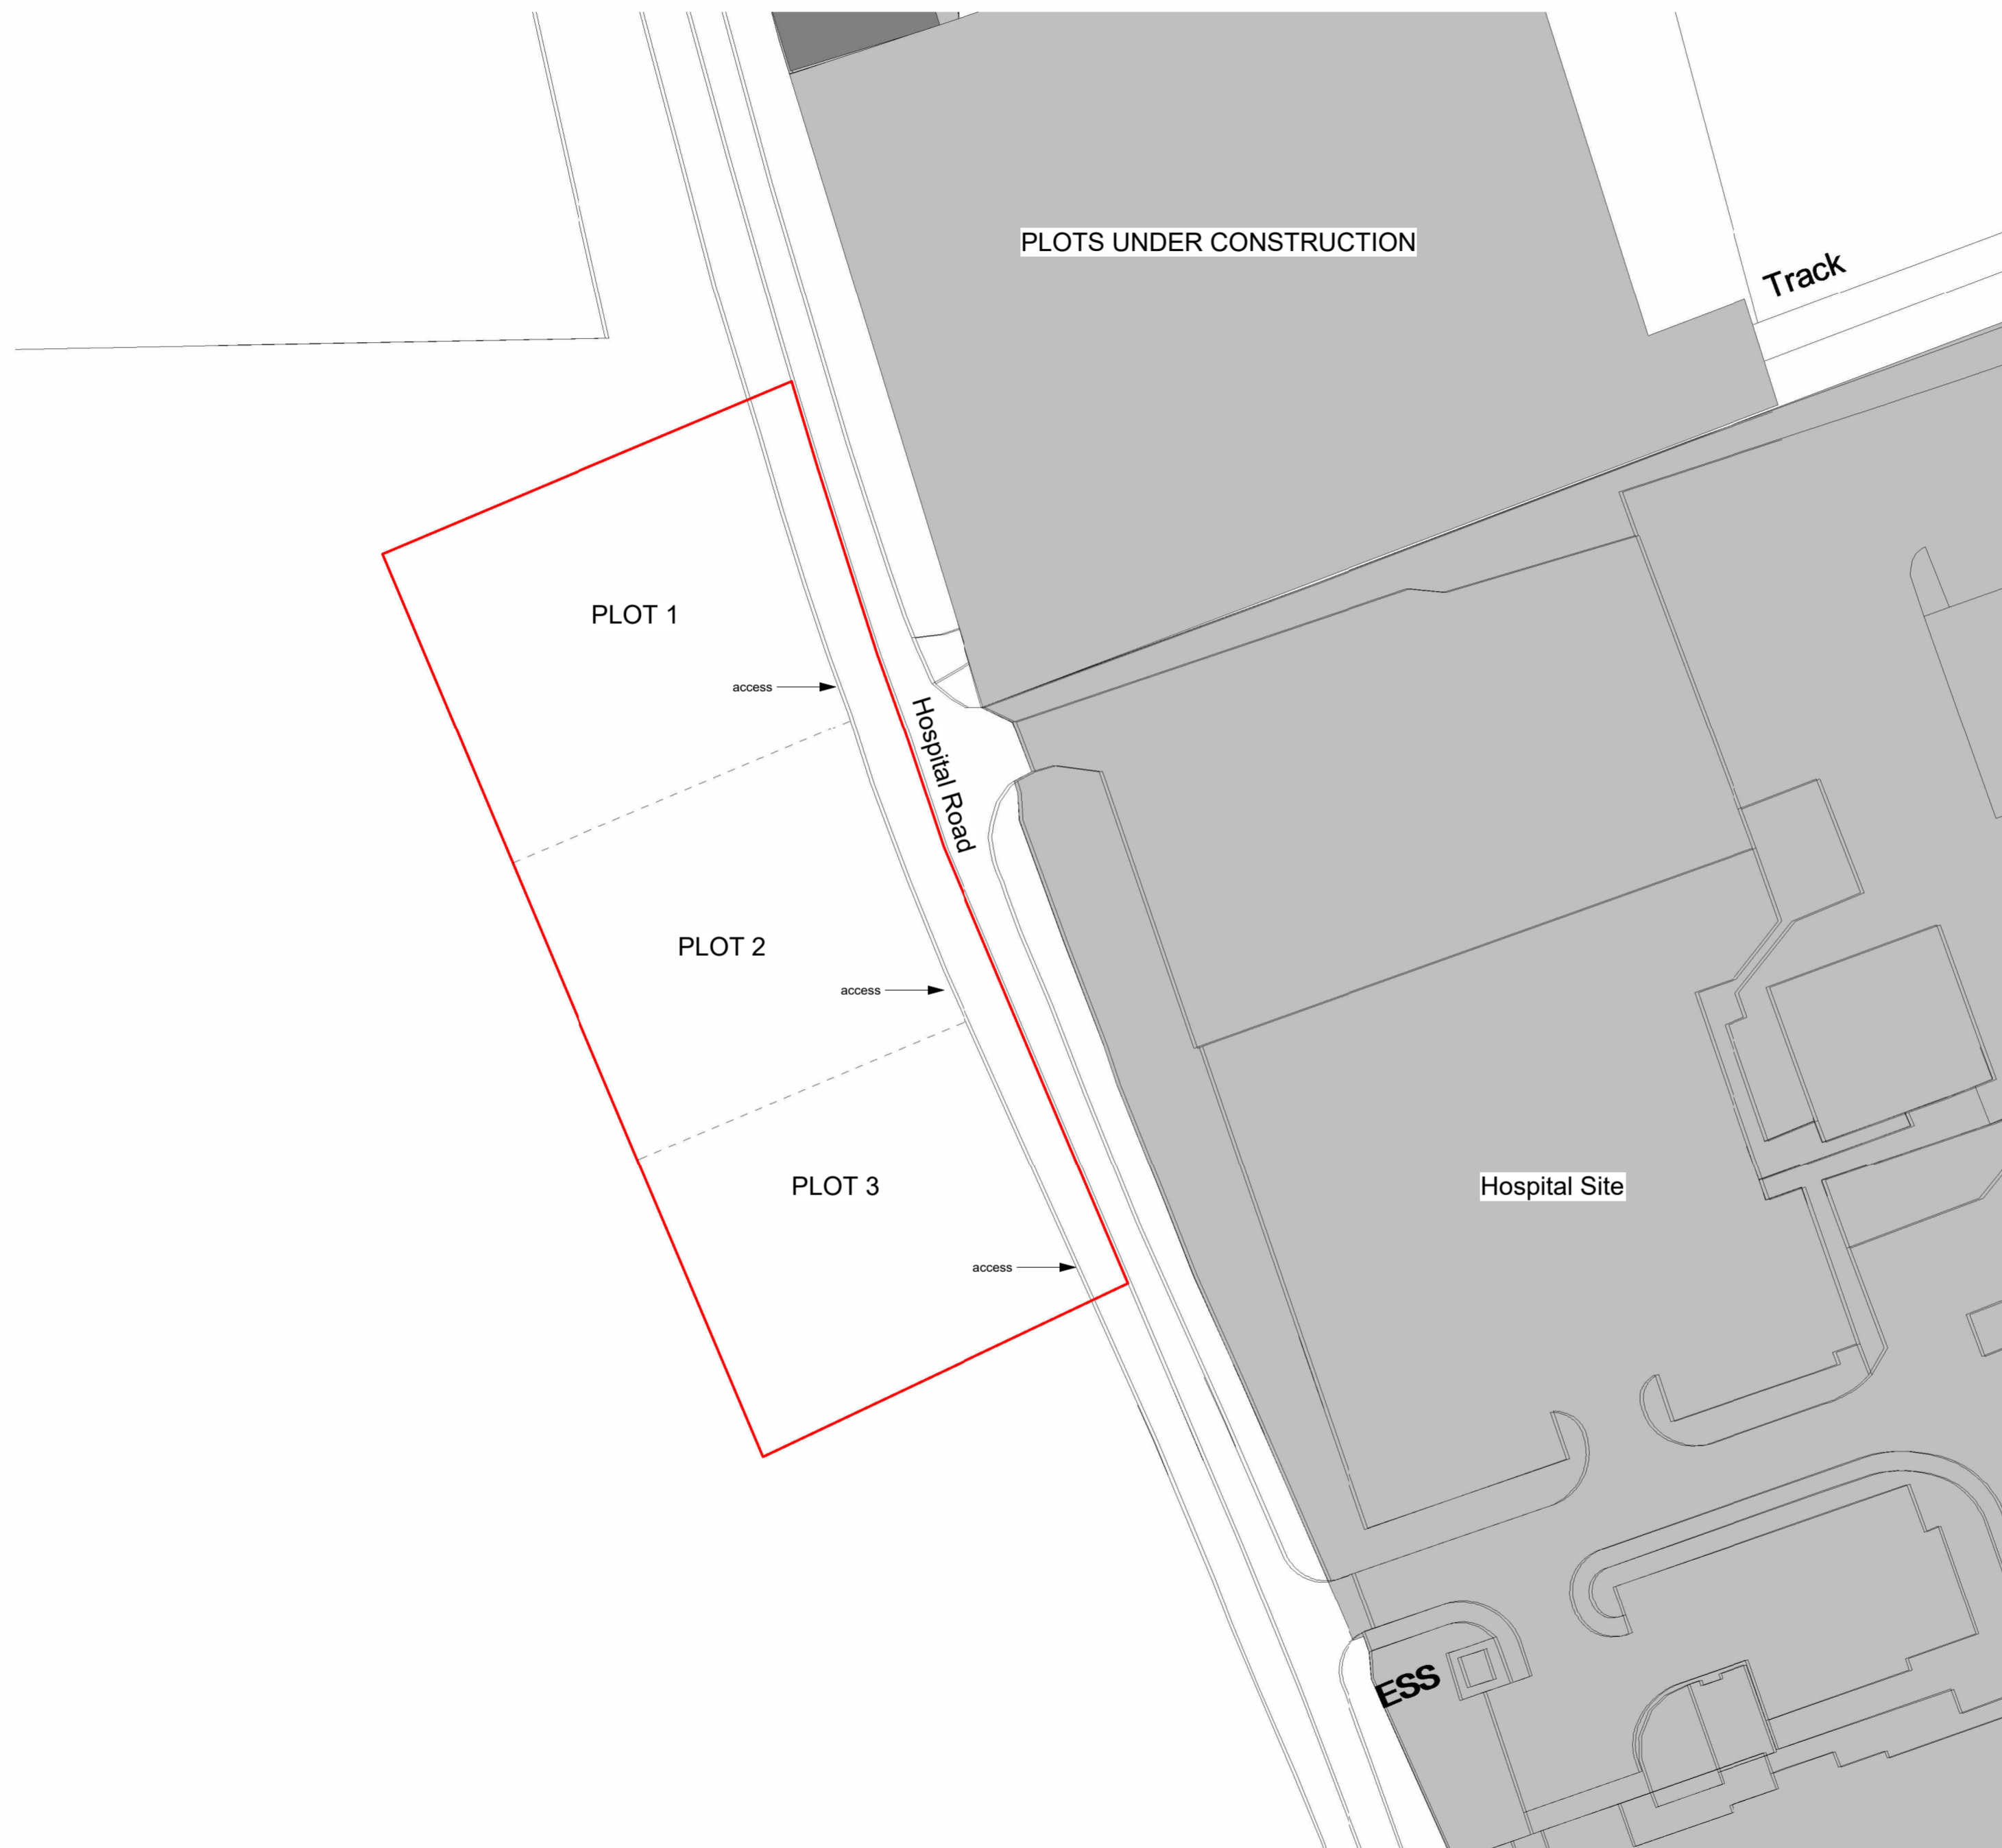 PLOTS UNDER CONSTRUCTION
Track
PLOT 1
access
Hospital Road
PLOT 2
access
PLOT 3
Hospital Site
access
ESS